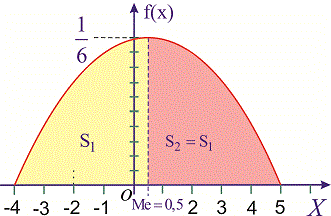 f(x)
1/6
S₁
S₂ = S₁
O
Me=0,5
-4 -3 -2 -1 1 2 3 4 5 X